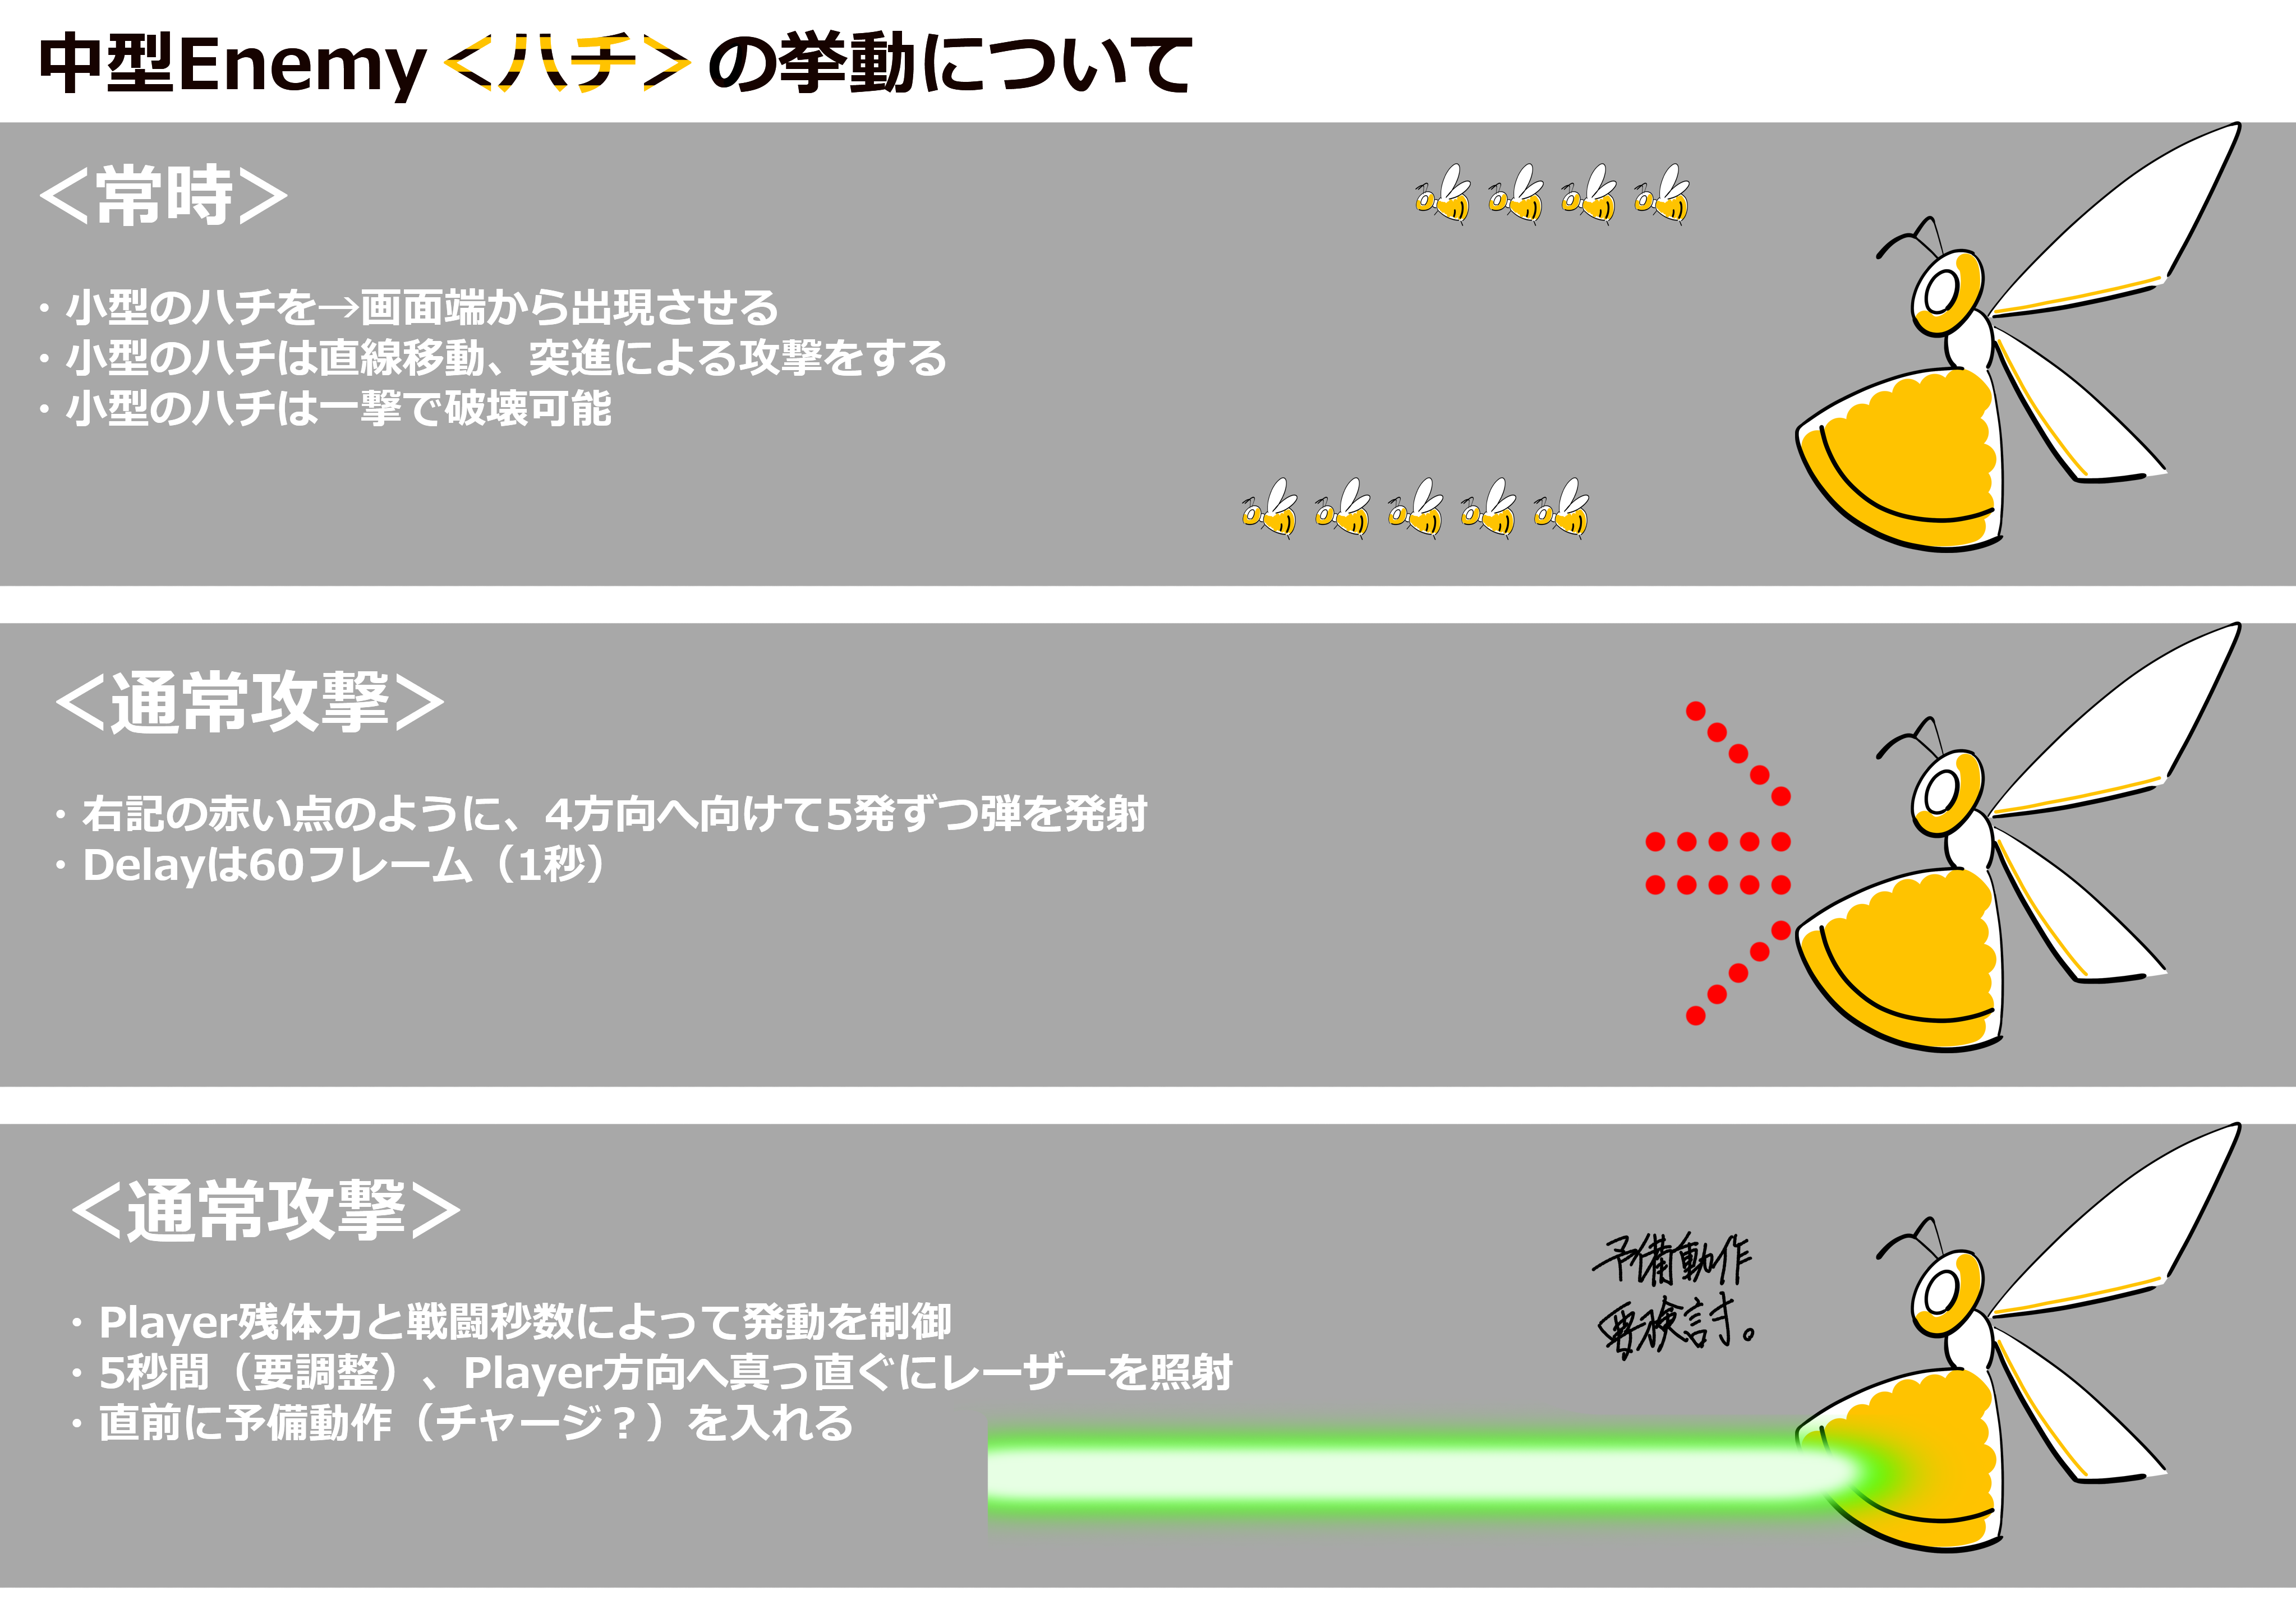 中型Enemy＜ハチ＞の挙動について
＜常時＞
・小型のハチを→画面端から出現させる
・小型のハチは直線移動、突進による攻撃をする
・小型のハチは一撃で破壊可能
＜通常攻撃＞
・右記の赤い点のように、4方向へ向けて5発ずつ弾を発射
・Delayは60フレーム（1秒）
＜通常攻撃＞
・Player残体力と戦闘秒数によって発動を制御
・5秒間（要調整）、Player方向へ真っ直ぐにレーザーを照射
・直前に予備動作（チャージ？）を入れる
予備動作
要検討。